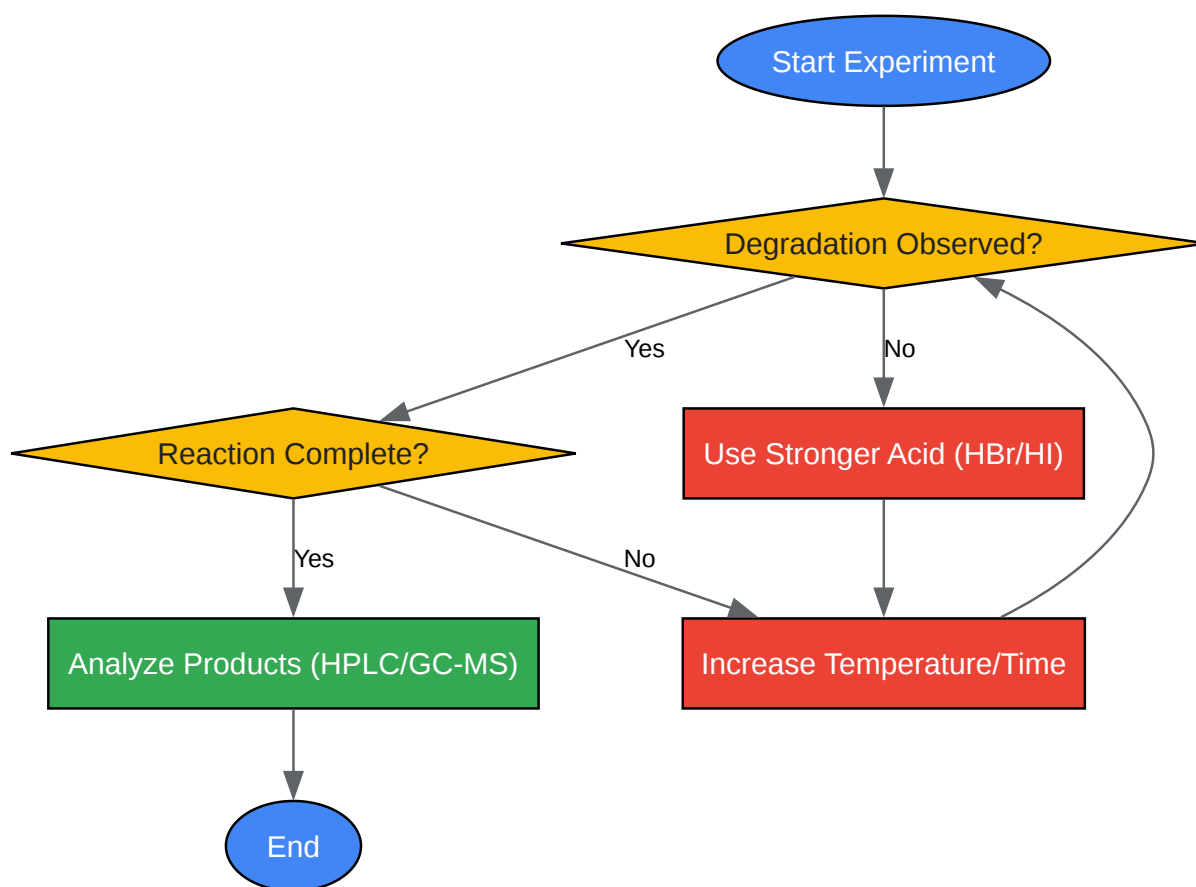 Start Experiment
Degradation Observed?
Yes
No
Reaction Complete?
Use Stronger Acid (HBr/HI)
Yes
No
Analyze Products (HPLC/GC-MS)
Increase Temperature/Time
End